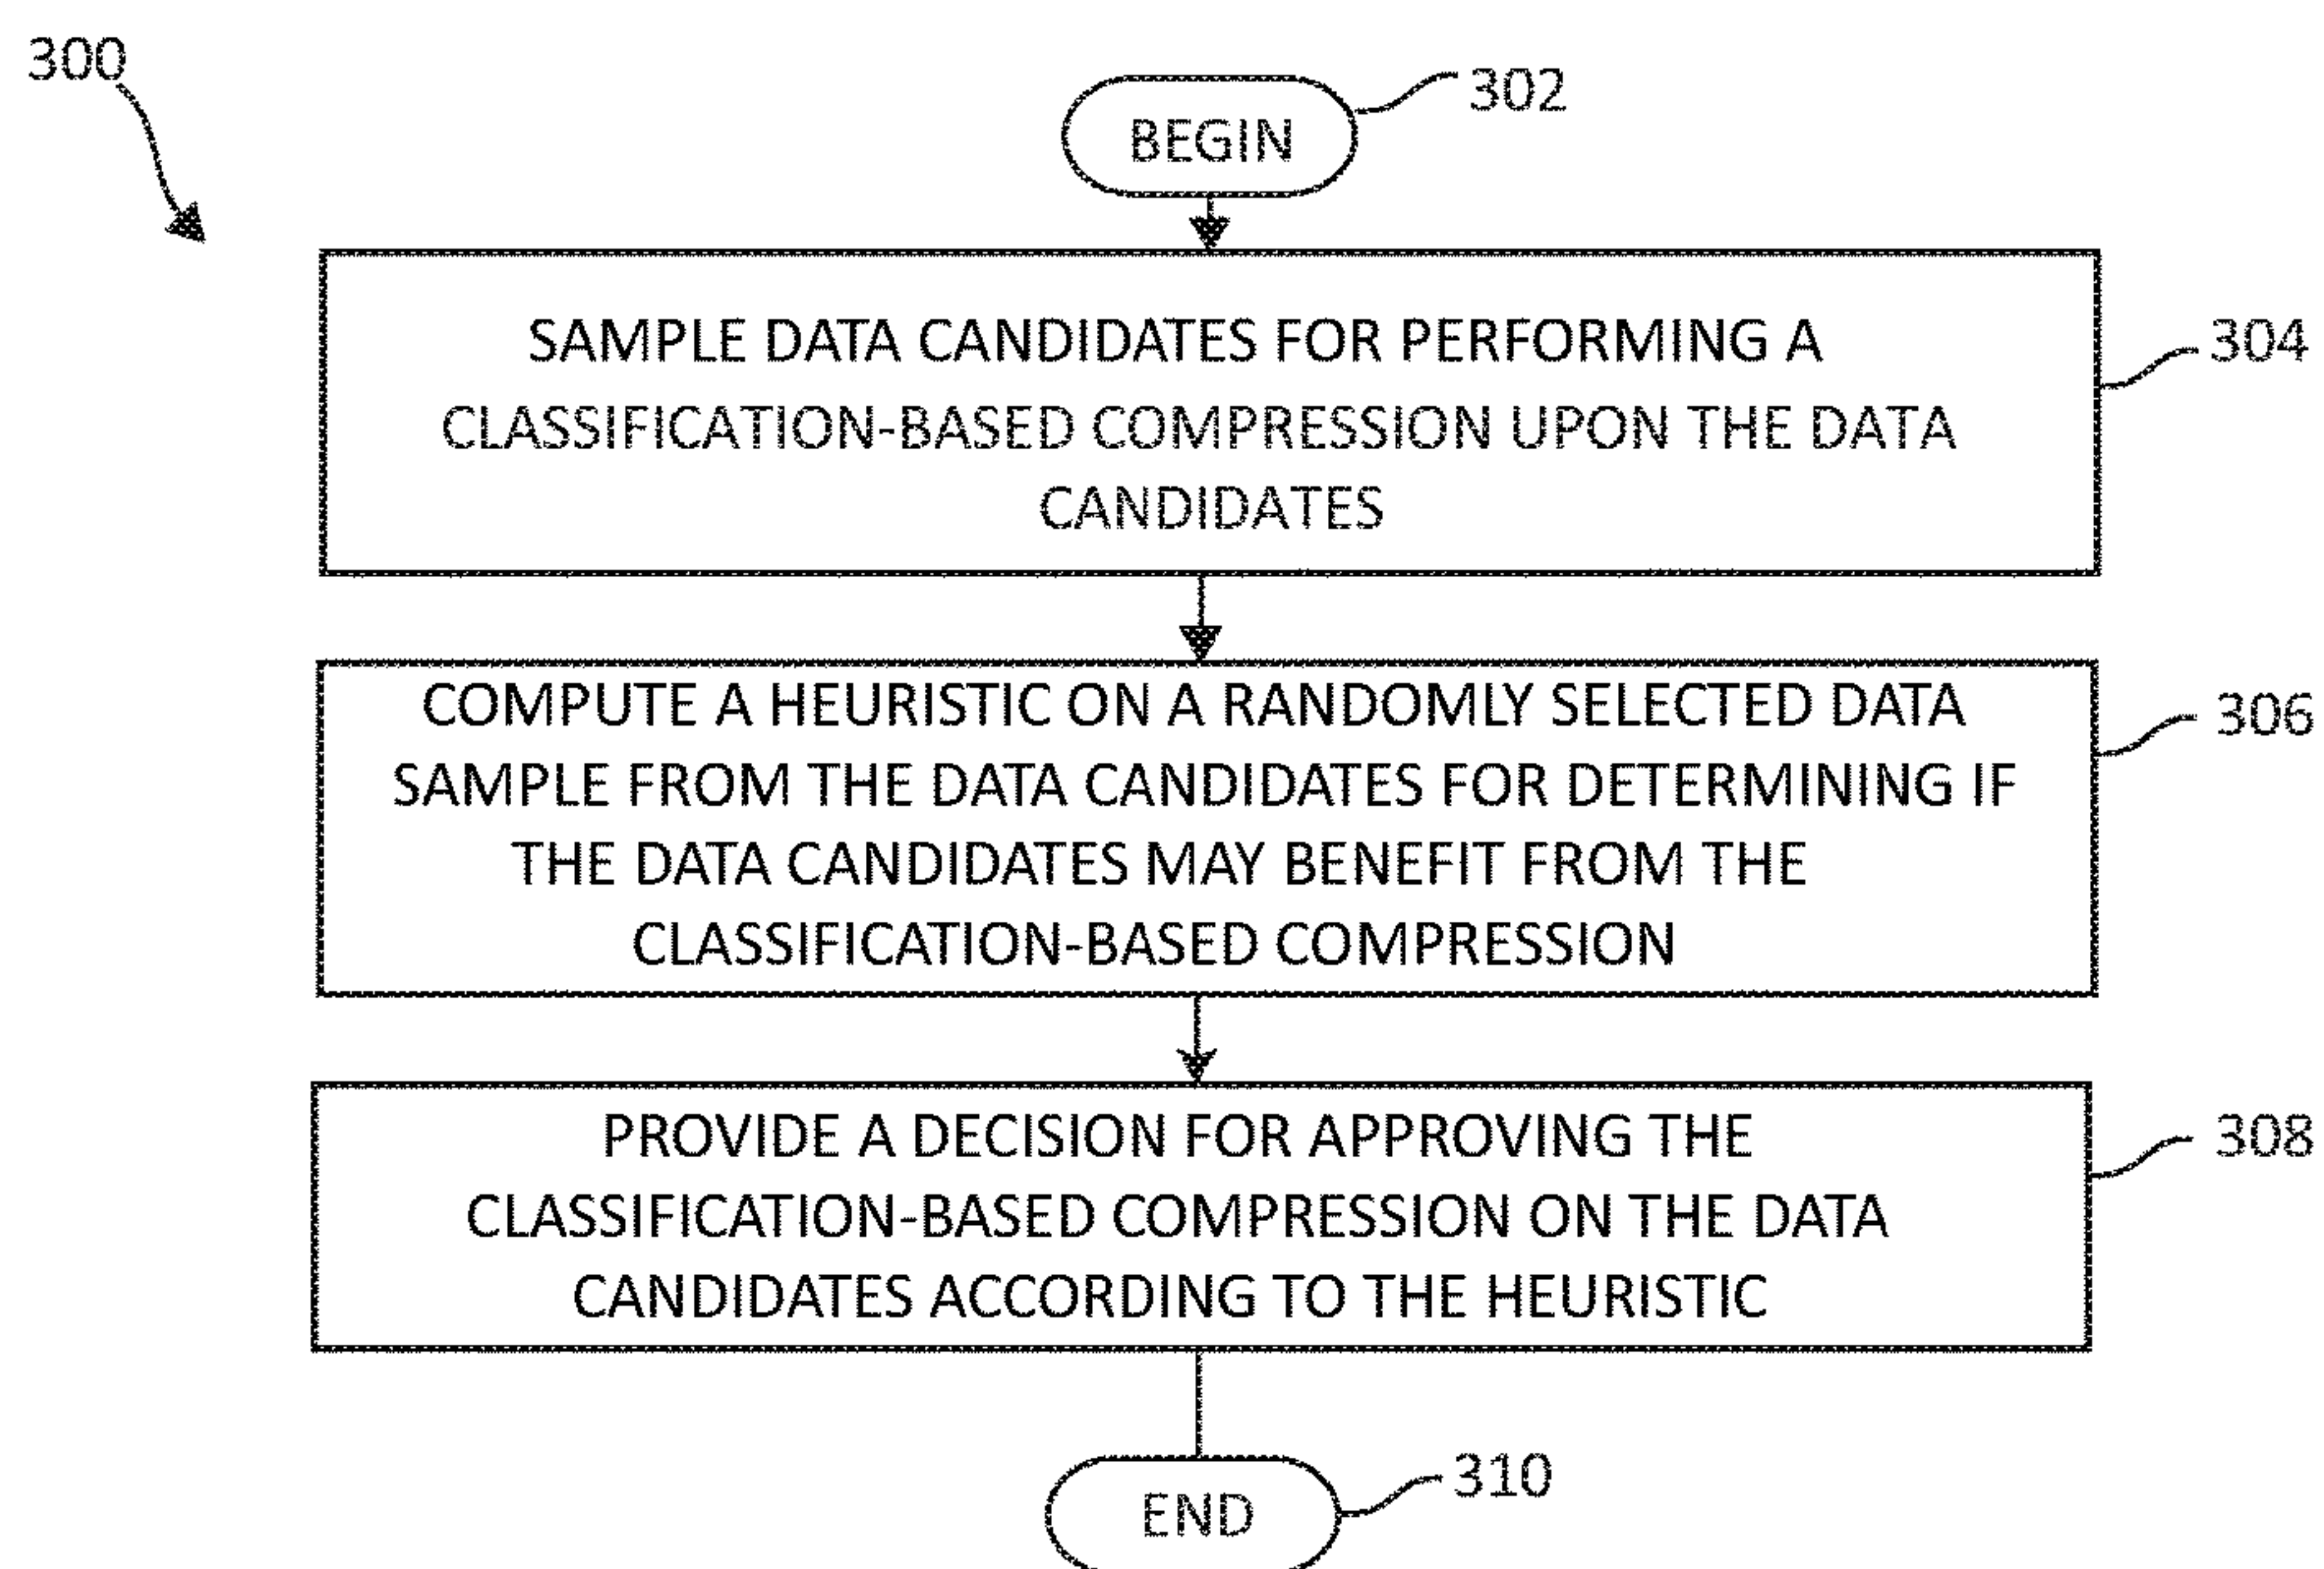 300
BEGIN
302
SAMPLE DATA CANDIDATES FOR PERFORMING A
CLASSIFICATION-BASED COMPRESSION UPON THE DATA
CANDIDATES
304
COMPUTE A HEURISTIC ON A RANDOMLY SELECTED DATA
SAMPLE FROM THE DATA CANDIDATES FOR DETERMINING IF
THE DATA CANDIDATES MAY BENEFIT FROM THE
CLASSIFICATION-BASED COMPRESSION
306
PROVIDE A DECISION FOR APPROVING THE
CLASSIFICATION-BASED COMPRESSION ON THE DATA
CANDIDATES ACCORDING TO THE HEURISTIC
308
END
310